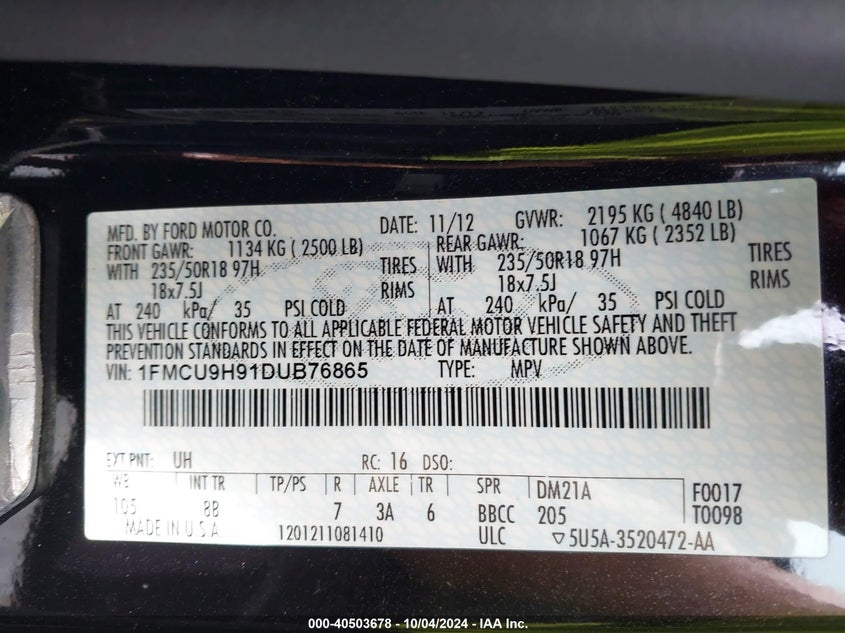 MFD. BY FORD MOTOR CO. DATE: 11/12 GVWR: 2195 KG ( 4840 LB)
FRONT GAWR: 1134 KG ( 2500 LB) REAR GAWR: 1067 KG ( 2352 LB)
WITH 235/50R18 97H TIRES WITH 235/50R18 97H TIRES
18x7.5J RIMS 18x7.5J RIMS
AT 240 kPa/ 35 PSI COLD AT 240 kPa/ 35 PSI COLD
THIS VEHICLE CONFORMS TO ALL APPLICABLE FEDERAL MOTOR VEHICLE SAFETY AND THEFT
PREVENTION STANDARDS IN EFFECT ON THE DATE OF MANUFACTURE SHOWN ABOVE.
VIN: 1FMCU9H91DUB76865 TYPE: MPV
EXT PNT: UH RC: 16 DSO:
WB INT TR TP/PS R AXLE TR SPR DM21A F0017
105 8B 7 3A 6 BBCC 205 T0098
MADE IN U.S.A. 1201211081410 ULC ▽5U5A-3520472-AA
000-40503678 - 10/04/2024 - IAA Inc.